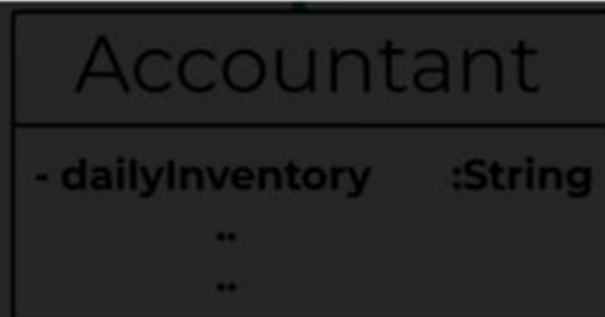 Accountant
- dailyInventory :String
..
..